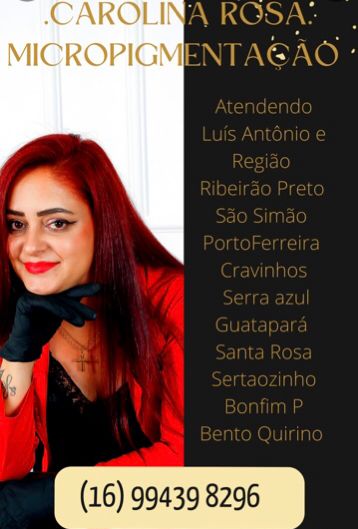 .CAROLINA ROSA.
MICROPIGMENTAÇÃO
Atendendo
Luís Antônio e
Região
Ribeirão Preto
São Simão
PortoFerreira
Cravinhos
Serra azul
Guatapará
Santa Rosa
Sertaozinho
Bonfim P
Bento Quirino
(16) 99439 8296